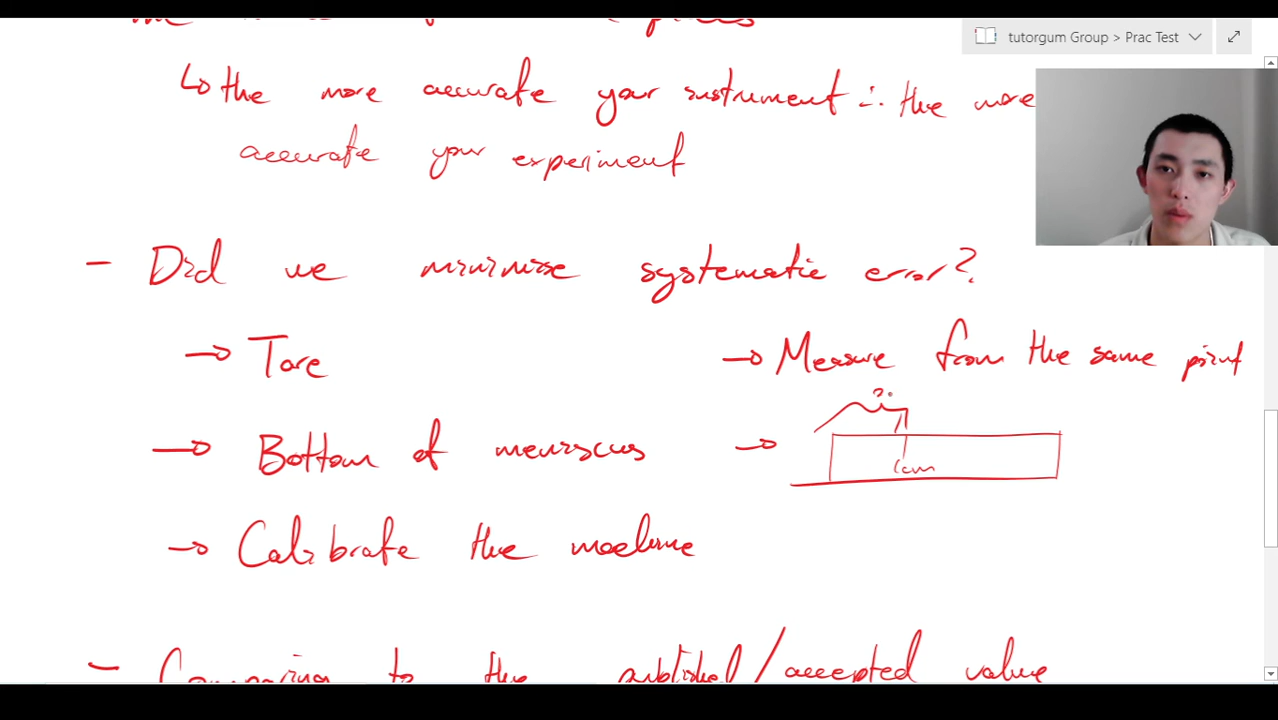 tutorgum Group > Prac Test
the
↳ the more accurate your instrument ∴ the more
accurate your experiment
- Did we minimise systematic error?
→ Tare
→ Measure from the same point
→ Bottom of meniscus
→
1cm
→ Calibrate the machine
- Comparing to the published/accepted value